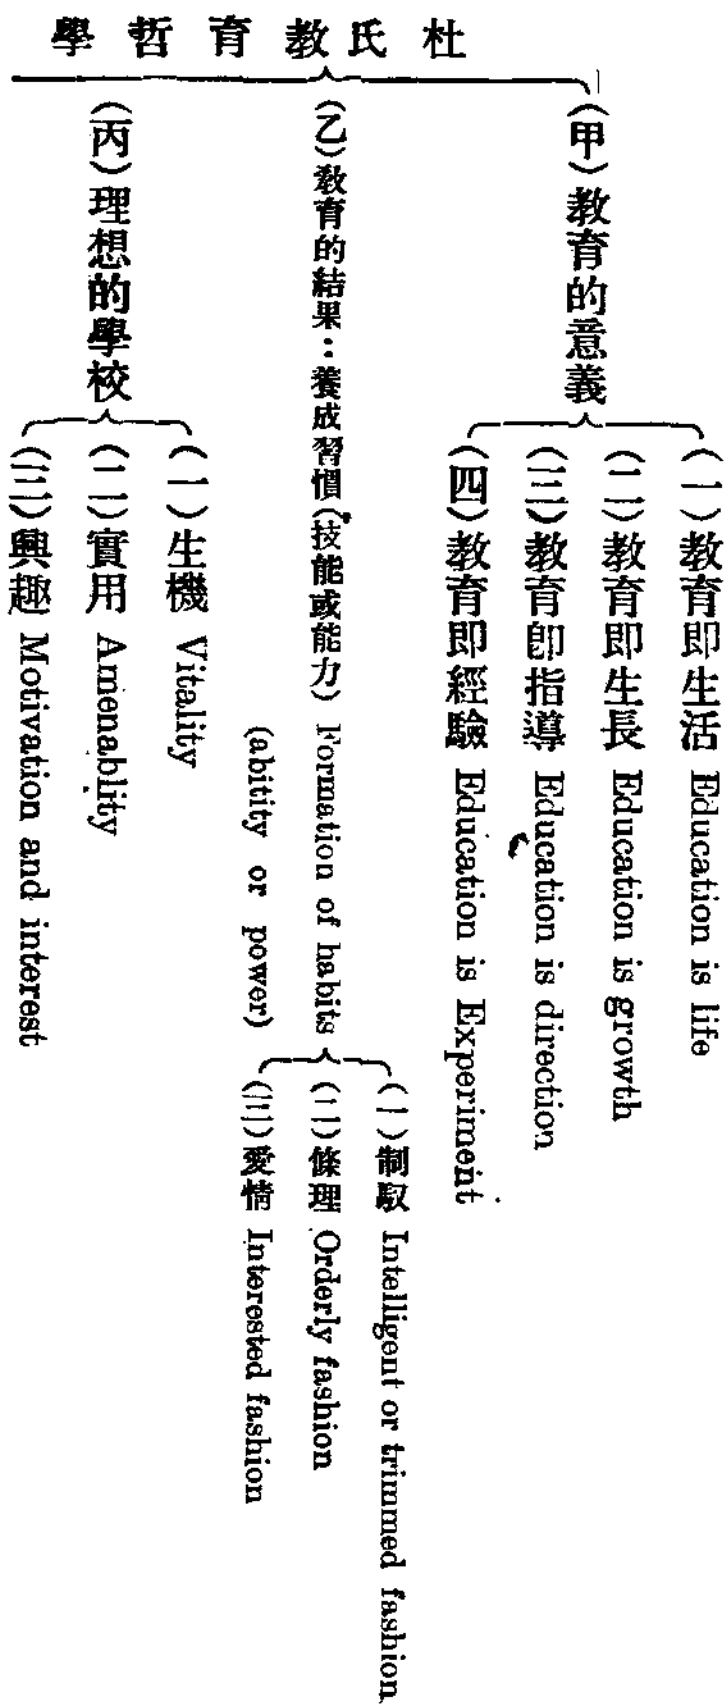 杜氏教育哲學
(甲)教育的意義
(一)教育即生活 Education is life
(二)教育即生長 Education is growth
(三)教育即指導 Education is direction
(四)教育即經驗 Education is Experiment
(乙)教育的結果：養成習慣(技能或能力) Formation of habits
(abitity or power)
(一)制馭 Intelligent or trimmed fashion
(二)條理 Orderly fashion
(三)愛情 Interested fashion
(丙)理想的學校
(一)生機 Vitality
(二)實用 Amenablity
(三)興趣 Motivation and interest